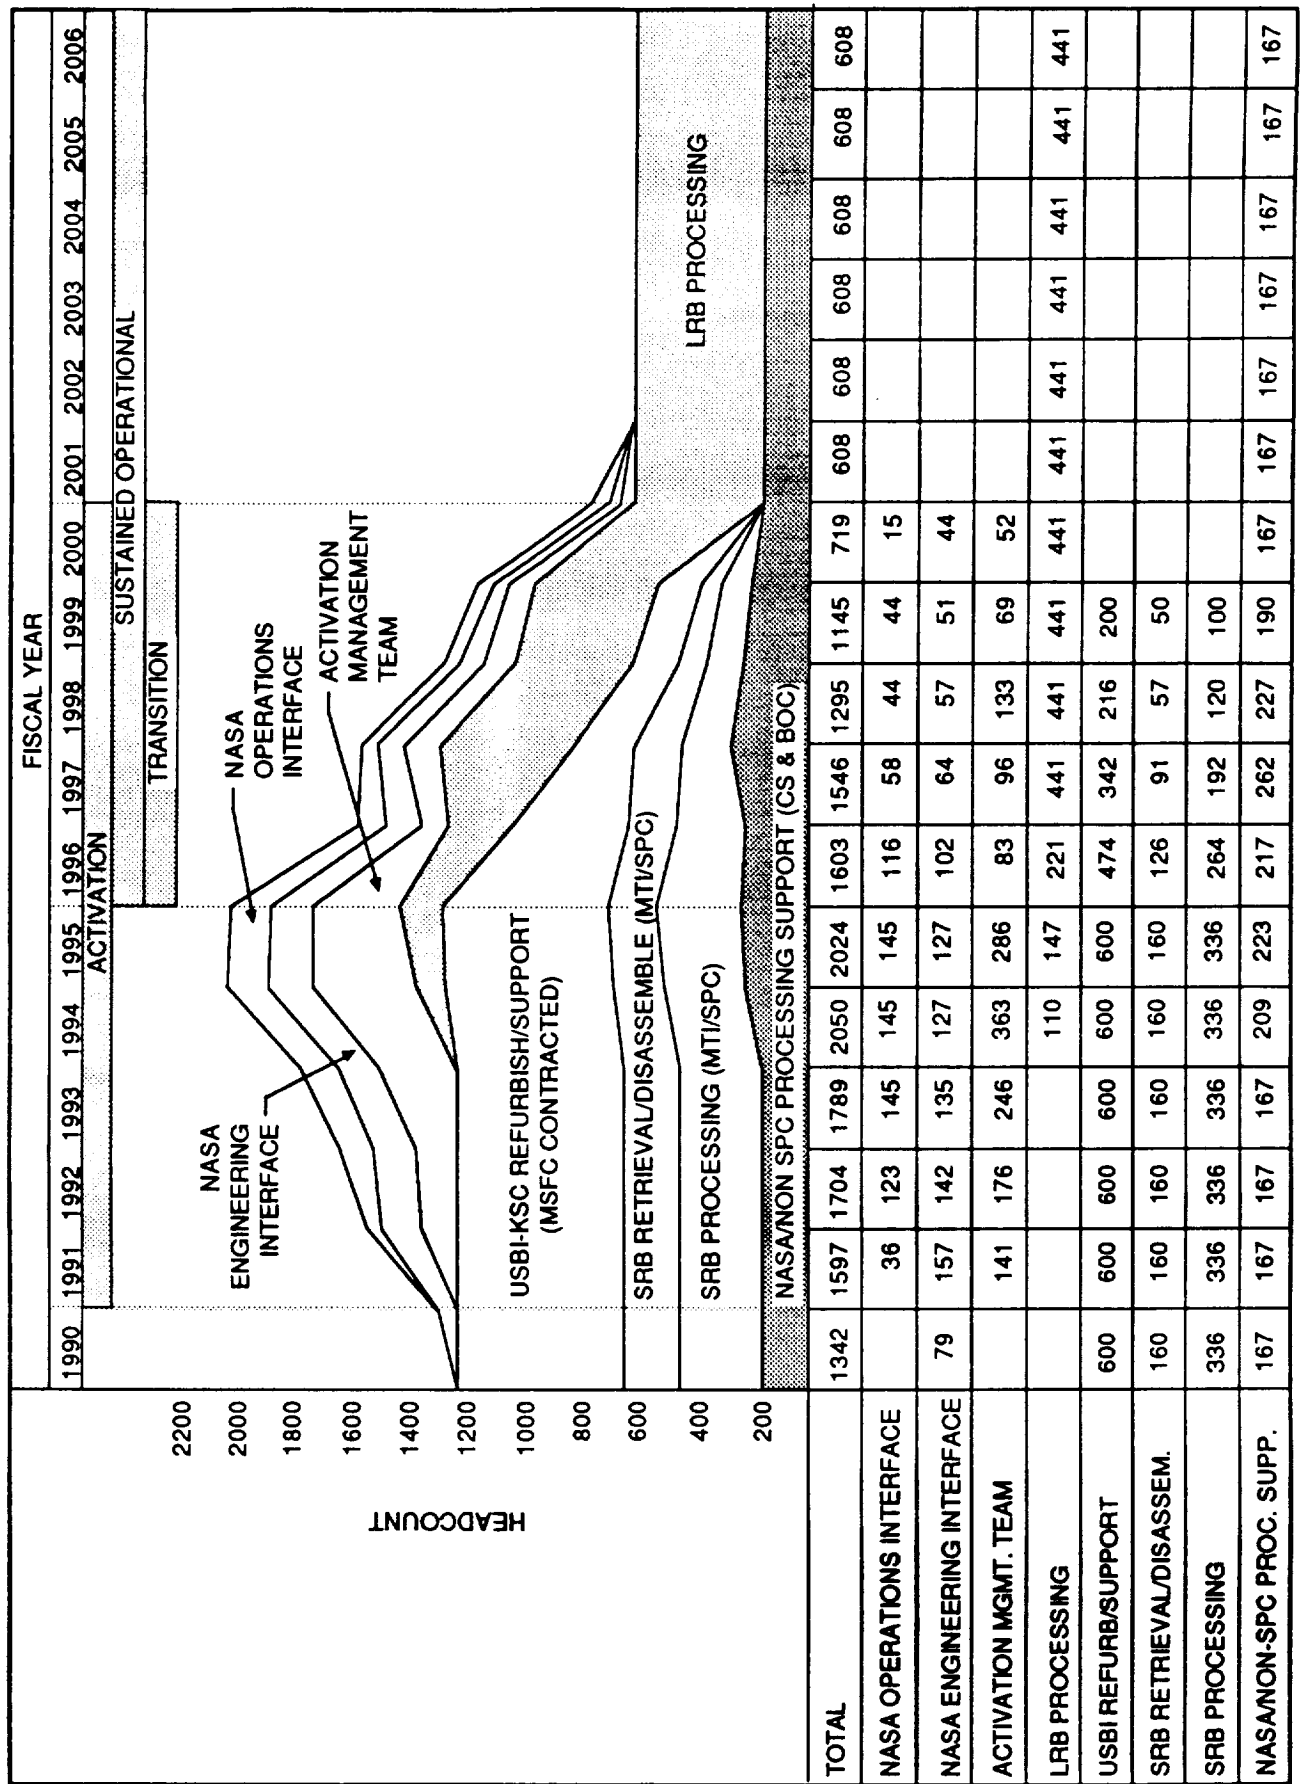 FISCAL YEAR
1990 1991 1992 1993 1994 1995 1996 1997 1998 1999 2000 2001 2002 2003 2004 2005 2006
ACTIVATION
SUSTAINED OPERATIONAL
TRANSITION
HEADCOUNT
2200
2000
1800
1600
1400
1200
1000
800
600
400
200
NASA
ENGINEERING
INTERFACE
NASA
OPERATIONS
INTERFACE
ACTIVATION
MANAGEMENT
TEAM
USBI-KSC REFURBISH/SUPPORT
(MSFC CONTRACTED)
LRB PROCESSING
SRB RETRIEVAL/DISASSEMBLE (MTI/SPC)
SRB PROCESSING (MTI/SPC)
NASA/NON SPC PROCESSING SUPPORT (CS & BOC)
TOTAL 1342 1597 1704 1789 2050 2024 1603 1546 1295 1145 719 608 608 608 608 608 608
NASA OPERATIONS INTERFACE 36 123 145 145 145 116 58 44 44 15
NASA ENGINEERING INTERFACE 79 157 142 135 127 127 102 64 57 51 44
ACTIVATION MGMT. TEAM 141 176 246 363 286 83 96 133 69 52
LRB PROCESSING 110 147 221 441 441 441 441 441 441 441 441 441 441
USBI REFURB/SUPPORT 600 600 600 600 600 600 474 342 216 200
SRB RETRIEVAL/DISASSEM. 160 160 160 160 160 160 126 91 57 50
SRB PROCESSING 336 336 336 336 336 336 264 192 120 100
NASA/NON-SPC PROC. SUPP. 167 167 167 167 209 223 217 262 227 190 167 167 167 167 167 167 167